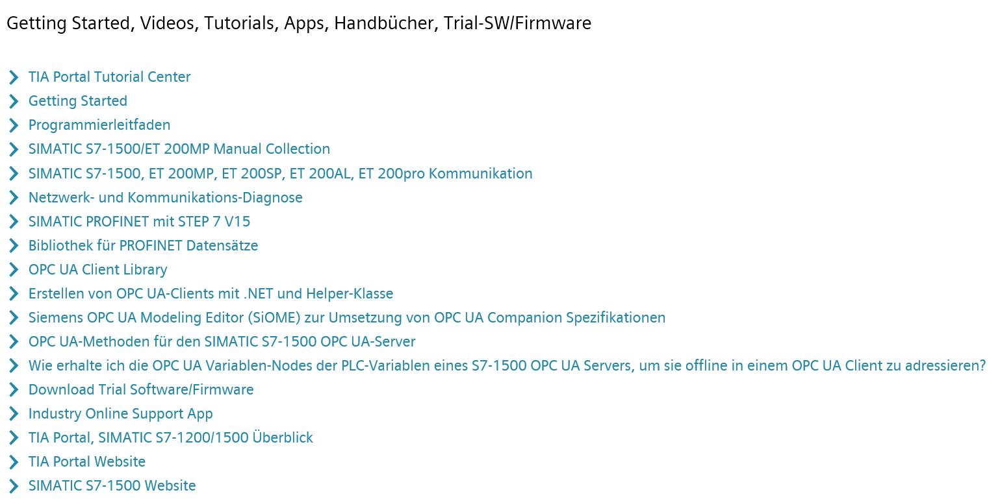 Getting Started, Videos, Tutorials, Apps, Handbücher, Trial-SW/Firmware
TIA Portal Tutorial Center
Getting Started
Programmierleitfaden
SIMATIC S7-1500/ET 200MP Manual Collection
SIMATIC S7-1500, ET 200MP, ET 200SP, ET 200AL, ET 200pro Kommunikation
Netzwerk- und Kommunikations-Diagnose
SIMATIC PROFINET mit STEP 7 V15
Bibliothek für PROFINET Datensätze
OPC UA Client Library
Erstellen von OPC UA-Clients mit .NET und Helper-Klasse
Siemens OPC UA Modeling Editor (SiOME) zur Umsetzung von OPC UA Companion Spezifikationen
OPC UA-Methoden für den SIMATIC S7-1500 OPC UA-Server
Wie erhalte ich die OPC UA Variablen-Nodes der PLC-Variablen eines S7-1500 OPC UA Servers, um sie offline in einem OPC UA Client zu adressieren?
Download Trial Software/Firmware
Industry Online Support App
TIA Portal, SIMATIC S7-1200/1500 Überblick
TIA Portal Website
SIMATIC S7-1500 Website